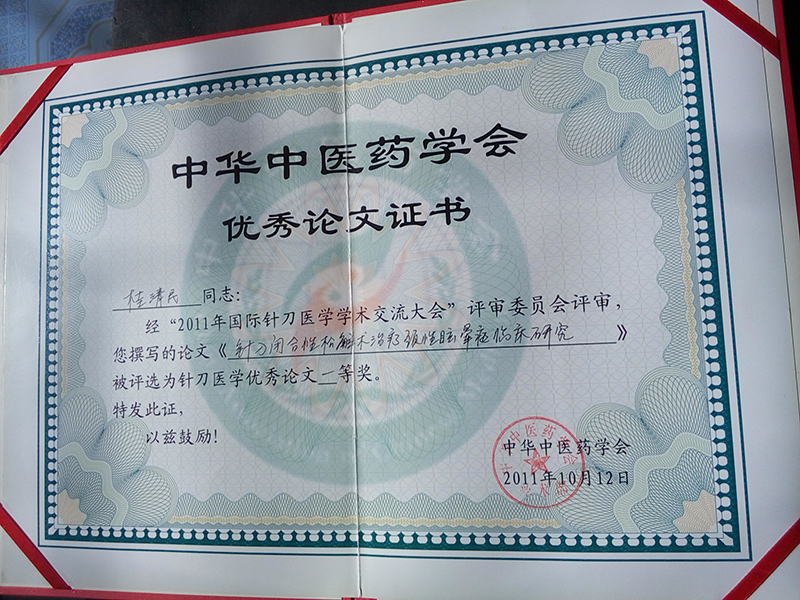 中华中医药学会
优秀论文证书
桂清民 同志：
经“2011年国际针刀医学学术交流大会”评审委员会评审，
您撰写的论文《针刀闭合性松解术治疗颈性眩晕症临床研究》
被评选为针刀医学优秀论文一等奖。
特发此证，
以兹鼓励！
中华中医药学会
2011年10月12日